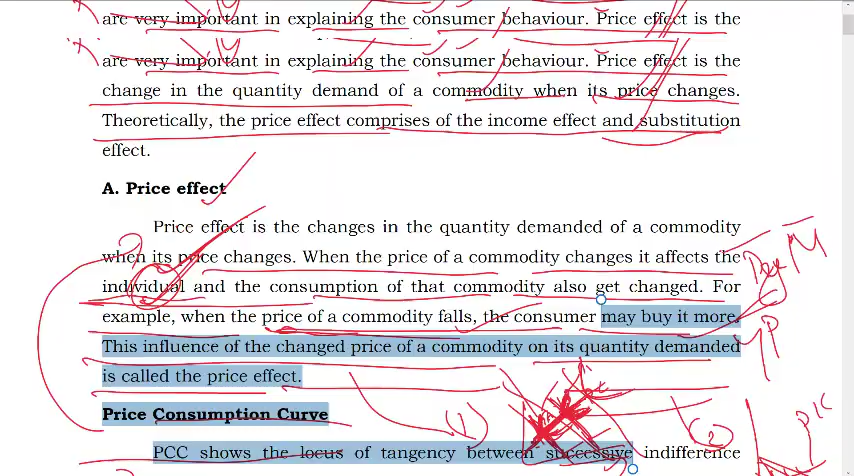 are very important in explaining the consumer behaviour. Price effect is the
are very important in explaining the consumer behaviour. Price effect is the
change in the quantity demand of a commodity when its price changes.
Theoretically, the price effect comprises of the income effect and substitution
effect.
A. Price effect
Price effect is the changes in the quantity demanded of a commodity
when its price changes. When the price of a commodity changes it affects the
individual and the consumption of that commodity also get changed. For
example, when the price of a commodity falls, the consumer may buy it more.
This influence of the changed price of a commodity on its quantity demanded
is called the price effect.
Price Consumption Curve
(1)
(2)
PCC shows the locus of tangency between successive indifference